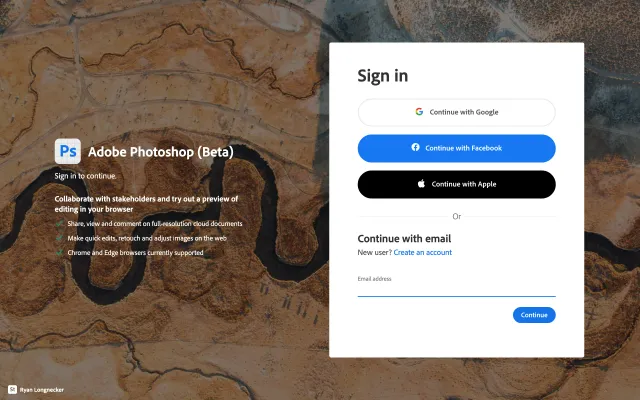 Ps Adobe Photoshop (Beta)
Sign in to continue.
Collaborate with stakeholders and try out a preview of
editing in your browser
Share, view and comment on full-resolution cloud documents
Make quick edits, retouch and adjust images on the web
Chrome and Edge browsers currently supported
St Ryan Longnecker
Sign in
Continue with Google
Continue with Facebook
Continue with Apple
Or
Continue with email
New user? Create an account
Email address
Continue